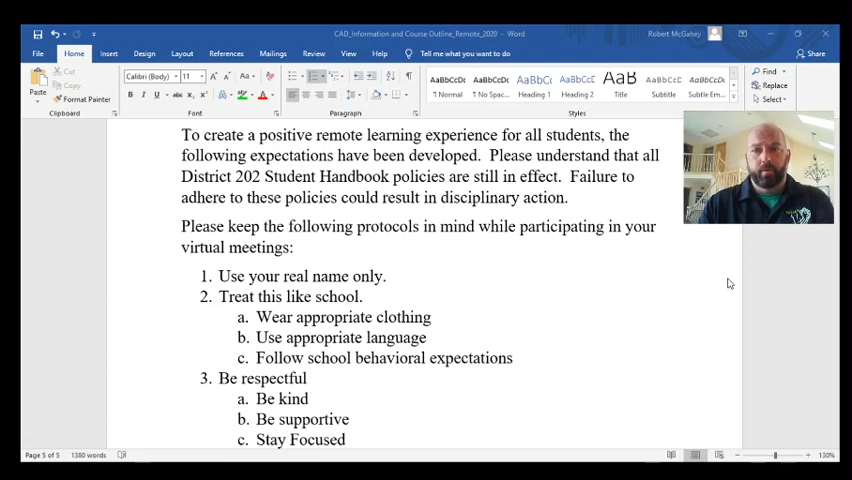 CAD_Information and Course Outline_Remote_2020 - Word
Robert McGahey
File Home Insert Design Layout References Mailings Review View Help Tell me what you want to do Share
Paste
Cut
Copy
Format Painter
Clipboard
Calibri (Body) 11
Font
Paragraph
AaBbCcDc AaBbCcDc AaBbCc AaBbCcC AaB AaBbCcC AaBbCcDc
¶ Normal ¶ No Spac... Heading 1 Heading 2 Title Subtitle Subtle Em...
Styles
Find
Replace
Select
To create a positive remote learning experience for all students, the
following expectations have been developed. Please understand that all
District 202 Student Handbook policies are still in effect. Failure to
adhere to these policies could result in disciplinary action.
Please keep the following protocols in mind while participating in your
virtual meetings:
1. Use your real name only.
2. Treat this like school.
a. Wear appropriate clothing
b. Use appropriate language
c. Follow school behavioral expectations
3. Be respectful
a. Be kind
b. Be supportive
c. Stay Focused
Page 5 of 5 1380 words 130%